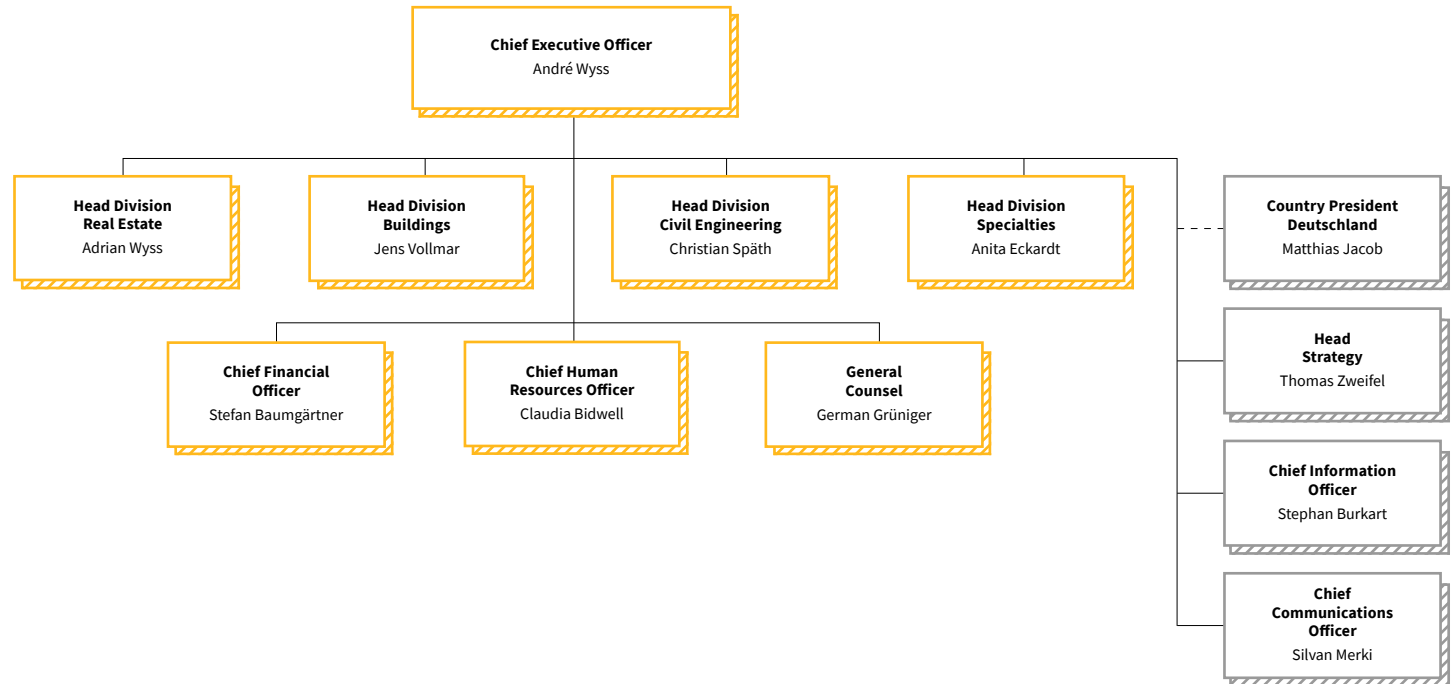 Chief Executive Officer
André Wyss
Head Division
Real Estate
Adrian Wyss
Head Division
Buildings
Jens Vollmar
Head Division
Civil Engineering
Christian Späth
Head Division
Specialties
Anita Eckardt
Country President
Deutschland
Matthias Jacob
Chief Financial
Officer
Stefan Baumgärtner
Chief Human
Resources Officer
Claudia Bidwell
General
Counsel
German Grüniger
Head
Strategy
Thomas Zweifel
Chief Information
Officer
Stephan Burkart
Chief
Communications
Officer
Silvan Merki